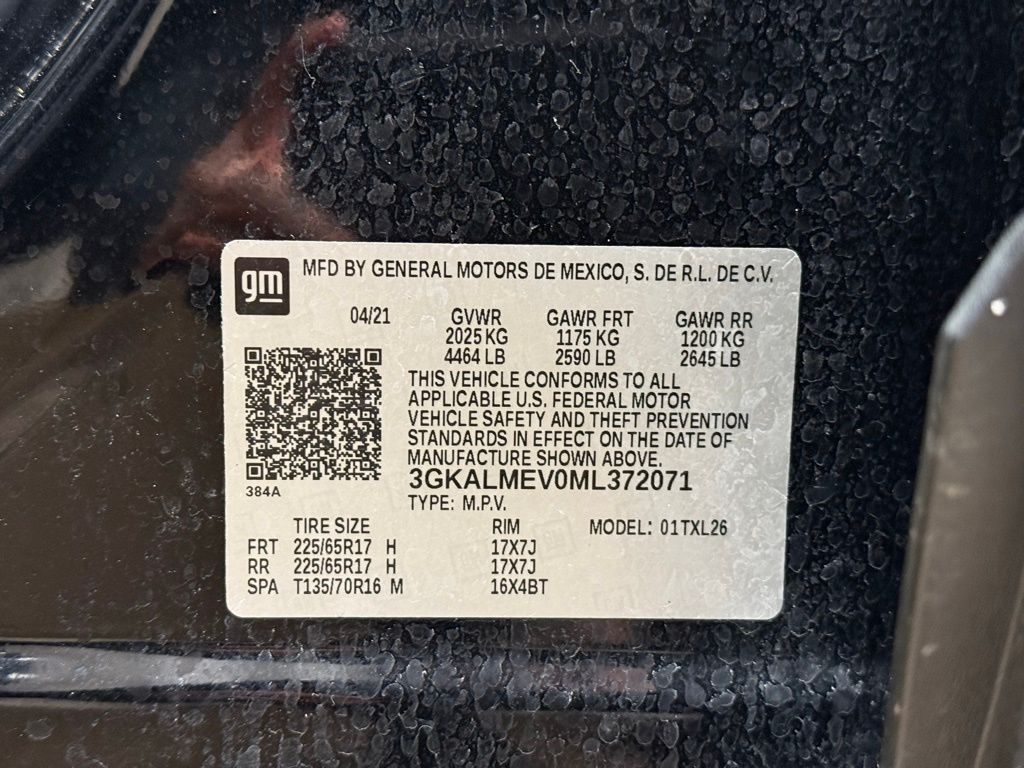 gm MFD BY GENERAL MOTORS DE MEXICO, S. DE R.L. DE C.V.
04/21 GVWR GAWR FRT GAWR RR
2025 KG 1175 KG 1200 KG
4464 LB 2590 LB 2645 LB
THIS VEHICLE CONFORMS TO ALL
APPLICABLE U.S. FEDERAL MOTOR
VEHICLE SAFETY AND THEFT PREVENTION
STANDARDS IN EFFECT ON THE DATE OF
MANUFACTURE SHOWN ABOVE.
3GKALMEV0ML372071
384A
TYPE: M.P.V.
TIRE SIZE RIM MODEL: 01TXL26
FRT 225/65R17 H 17X7J
RR 225/65R17 H 17X7J
SPA T135/70R16 M 16X4BT